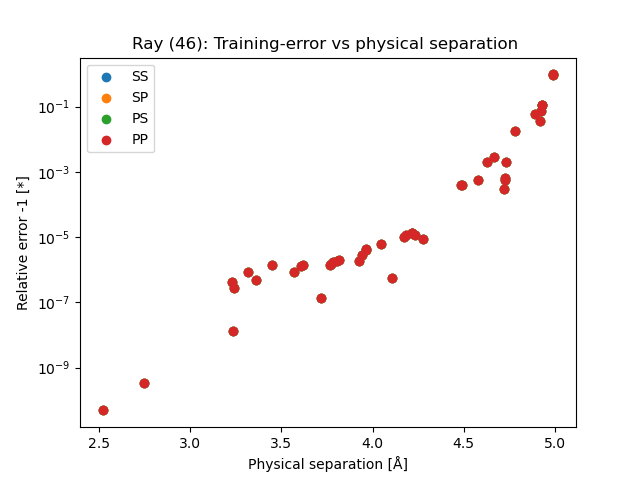 Ray (46): Training-error vs physical separation
SS
SP
PS
PP
Relative error -1 [*]
10⁻¹
10⁻³
10⁻⁵
10⁻⁷
10⁻⁹
2.5 3.0 3.5 4.0 4.5 5.0
Physical separation [Å]